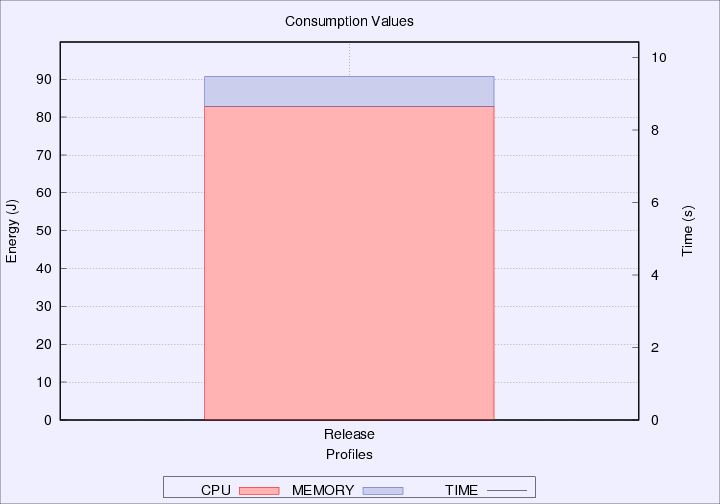 Consumption Values
Energy (J)
90
80
70
60
50
40
30
20
10
0
10
8
6
4
2
0
Time (s)
Release
Profiles
CPU MEMORY TIME